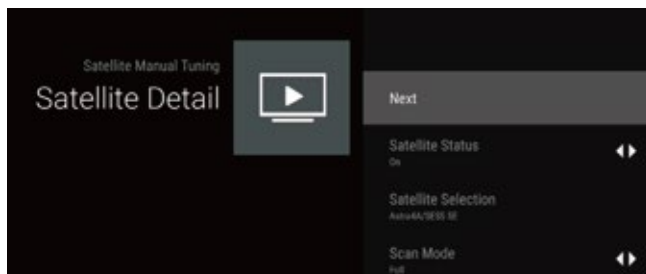 Satellite Manual Tuning
Satellite Detail
Next
Satellite Status
On
Satellite Selection
Astra4A/SES5 5E
Scan Mode
Full